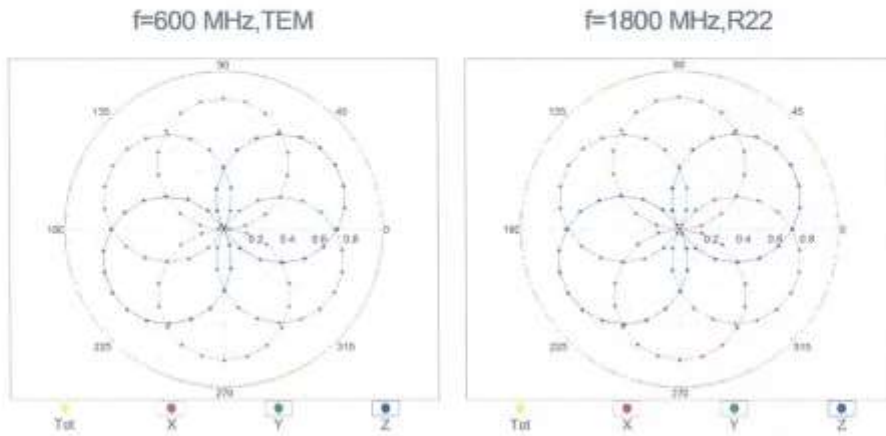 f=600 MHz,TEM f=1800 MHz,R22
90 90
135 45 135 45
180 0.2 0.4 0.6 0.8 0 180 0.2 0.4 0.6 0.8 0
225 315 225 315
270 270
Tot X Y Z Tot X Y Z